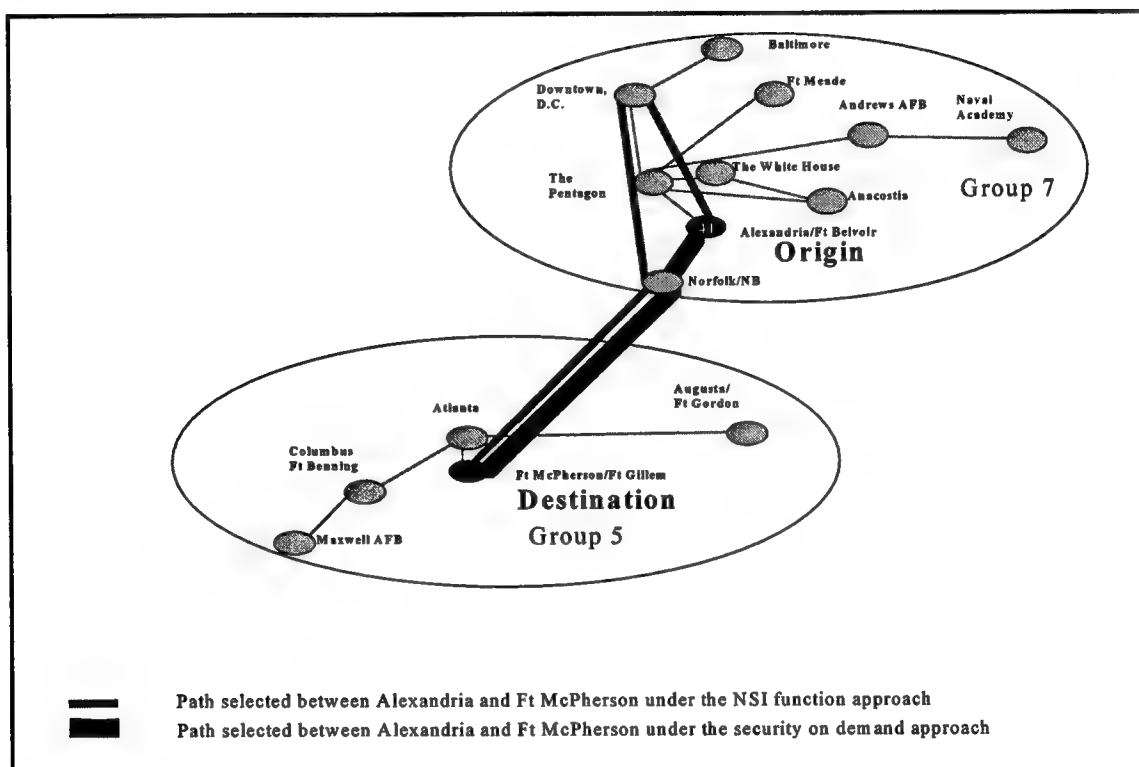 Baltimore
Downtown,
D.C.
Ft Meade
Andrews AFB
Naval
Academy
The White House
The
Pentagon
Anacostis
Group 7
Alexandria/Ft Belvoir
Origin
Norfolk/NB
Augusta/
Ft Gordon
Atlanta
Columbus
Ft Benning
Ft McPherson/Ft Gillem
Destination
Group 5
Maxwell AFB
Path selected between Alexandria and Ft McPherson under the NSI function approach
Path selected between Alexandria and Ft McPherson under the security on demand approach